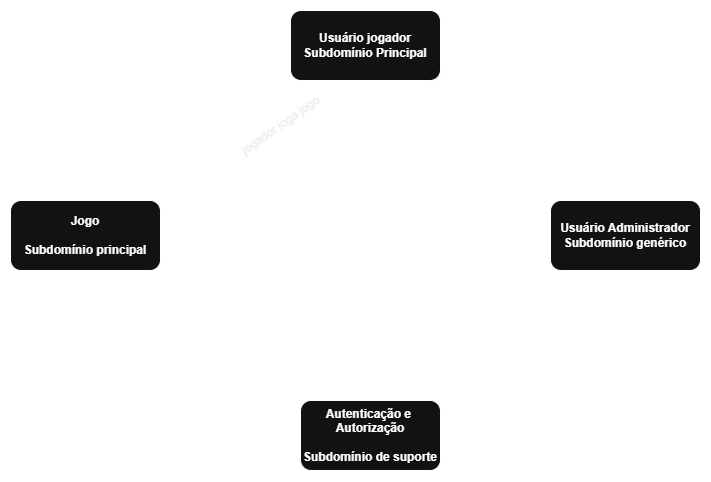 Usuário jogador
Subdomínio Principal
jogador joga jogo
Jogo
Subdomínio principal
Usuário Administrador
Subdomínio genérico
Autenticação e
Autorização
Subdomínio de suporte